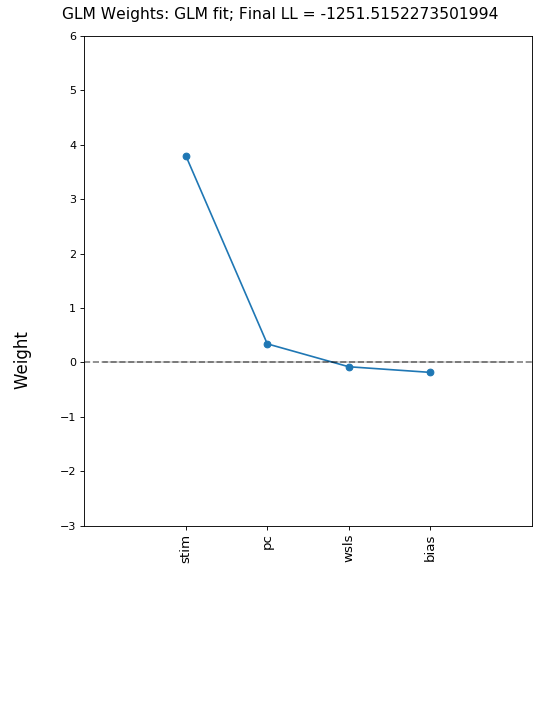 GLM Weights: GLM fit; Final LL = -1251.5152273501994
6
5
4
3
2
1
0
−1
−2
−3
Weight
stim
pc
wsls
bias